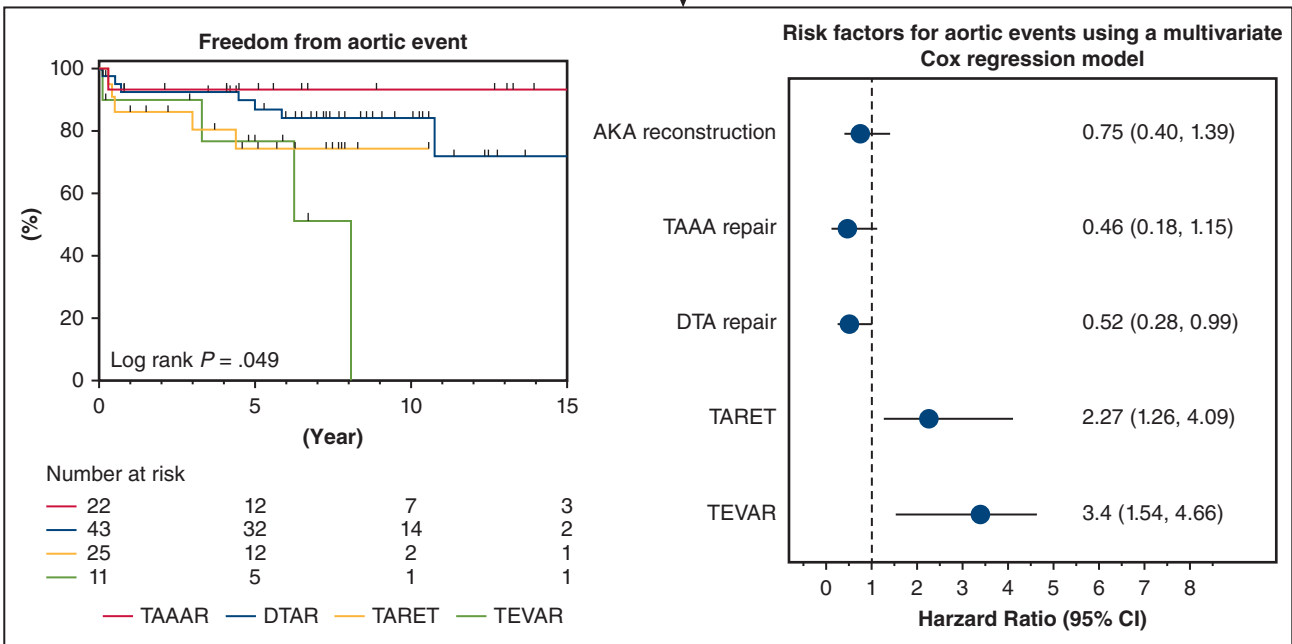 Freedom from aortic event
100
80
60
40
20
0
(%)
Log rank P = .049
0 5 10 15
(Year)
Number at risk
22 12 7 3
43 32 14 2
25 12 2 1
11 5 1 1
TAAAR DTAR TARET TEVAR
Risk factors for aortic events using a multivariate
Cox regression model
AKA reconstruction 0.75 (0.40, 1.39)
TAAA repair 0.46 (0.18, 1.15)
DTA repair 0.52 (0.28, 0.99)
TARET 2.27 (1.26, 4.09)
TEVAR 3.4 (1.54, 4.66)
0 1 2 3 4 5 6 7 8
Harzard Ratio (95% CI)